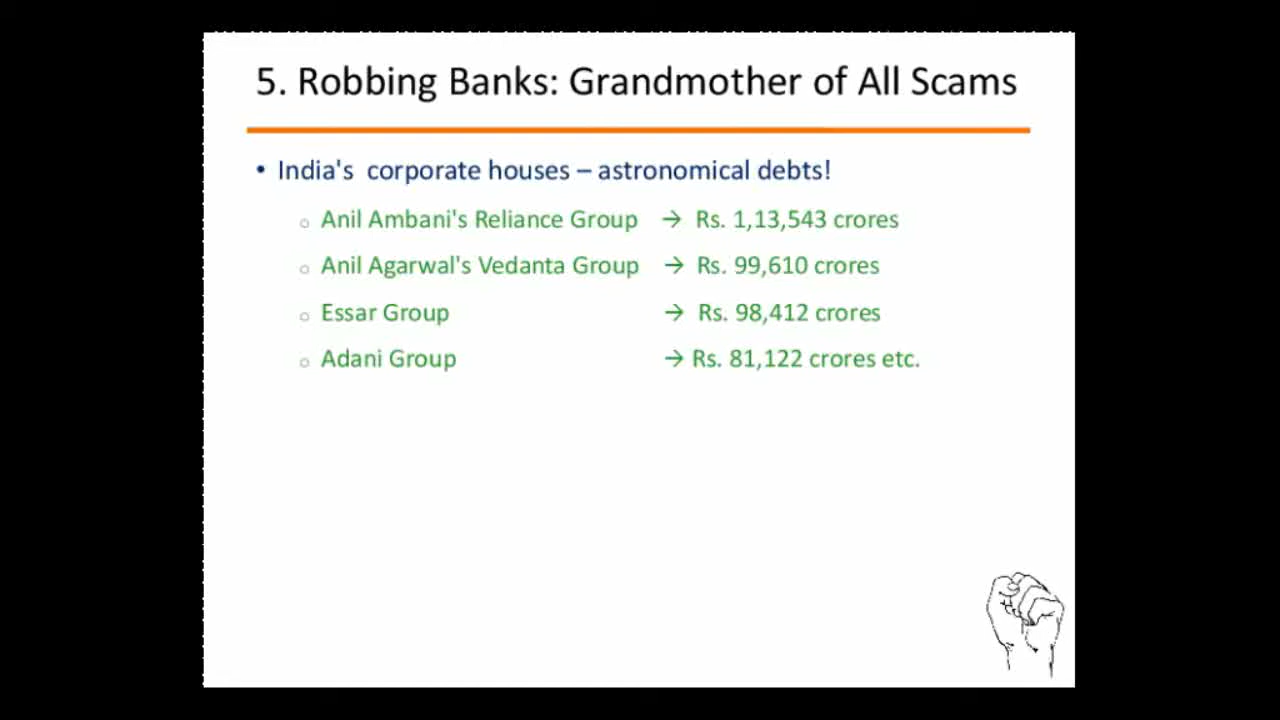 5. Robbing Banks: Grandmother of All Scams
• India's corporate houses – astronomical debts!
o Anil Ambani's Reliance Group → Rs. 1,13,543 crores
o Anil Agarwal's Vedanta Group → Rs. 99,610 crores
o Essar Group → Rs. 98,412 crores
o Adani Group → Rs. 81,122 crores etc.